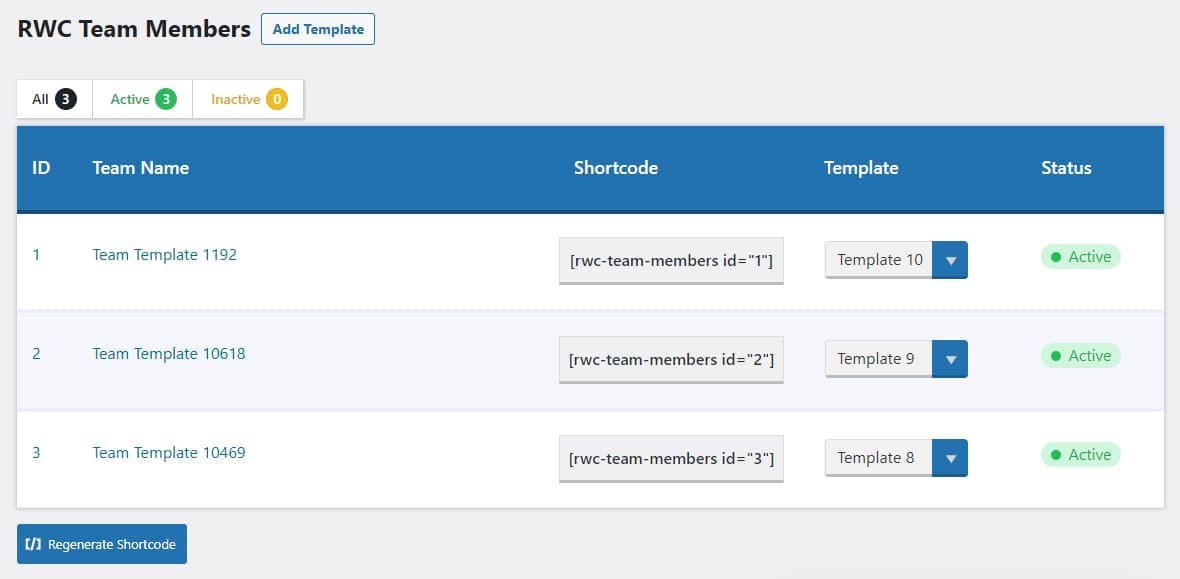 RWC Team Members Add Template
All 3 Active 3 Inactive 0
ID Team Name Shortcode Template Status
1 Team Template 1192 [rwc-team-members id="1"] Template 10 Active
2 Team Template 10618 [rwc-team-members id="2"] Template 9 Active
3 Team Template 10469 [rwc-team-members id="3"] Template 8 Active
[/] Regenerate Shortcode